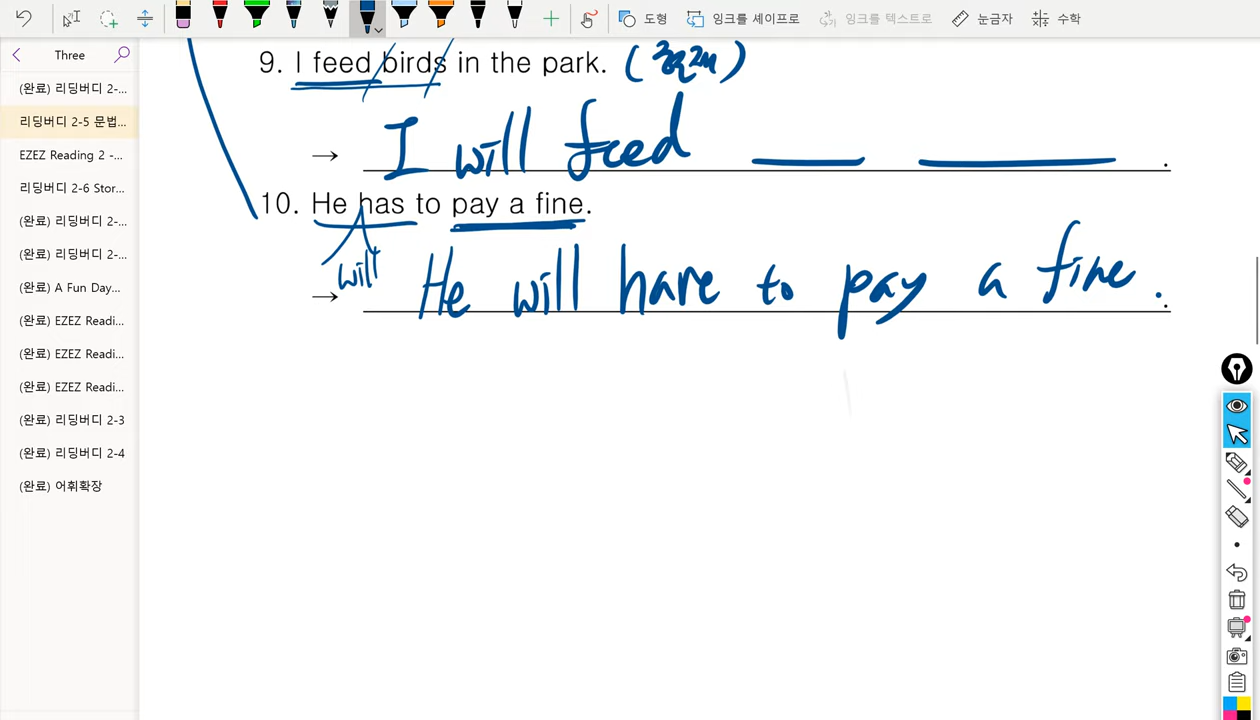 도형
잉크를 셰이프로
잉크를 텍스트로
눈금자
수학
Three
(완료) 리딩버디 2-...
리딩버디 2-5 문법...
EZEZ Reading 2 -...
리딩버디 2-6 Stor...
(완료) 리딩버디 2-...
(완료) 리딩버디 2-...
(완료) A Fun Day...
(완료) EZEZ Readi...
(완료) EZEZ Readi...
(완료) EZEZ Readi...
(완료) 리딩버디 2-3
(완료) 리딩버디 2-4
(완료) 어휘확장
9. I feed birds in the park.
→ I will feed .
10. He has to pay a fine.
will
→ He will have to pay a fine.